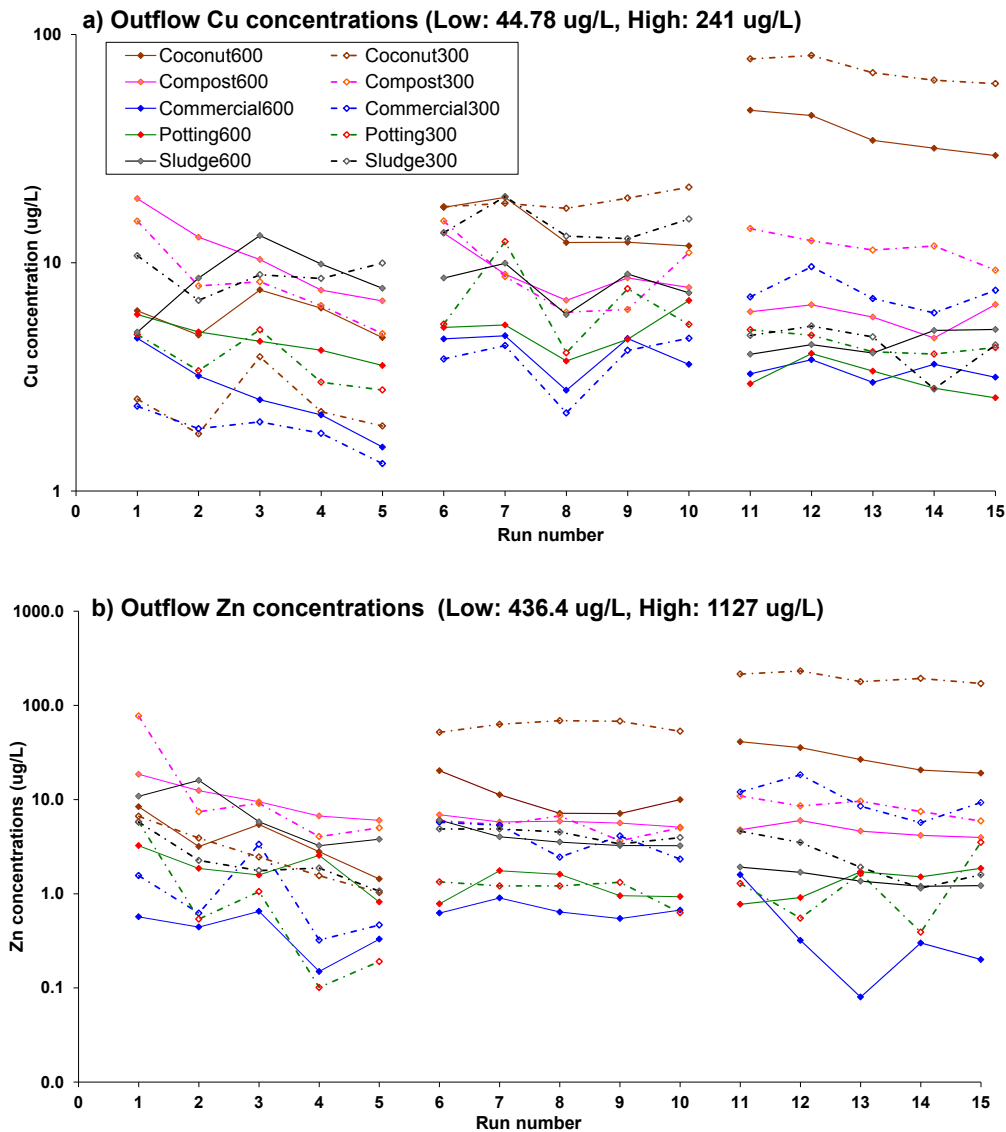 a) Outflow Cu concentrations (Low: 44.78 ug/L, High: 241 ug/L)
100
10
1
Cu concentration (ug/L)
Coconut600 Coconut300
Compost600 Compost300
Commercial600 Commercial300
Potting600 Potting300
Sludge600 Sludge300
0 1 2 3 4 5 6 7 8 9 10 11 12 13 14 15
Run number
b) Outflow Zn concentrations (Low: 436.4 ug/L, High: 1127 ug/L)
1000.0
100.0
10.0
1.0
0.1
0.0
Zn concentrations (ug/L)
0 1 2 3 4 5 6 7 8 9 10 11 12 13 14 15
Run number